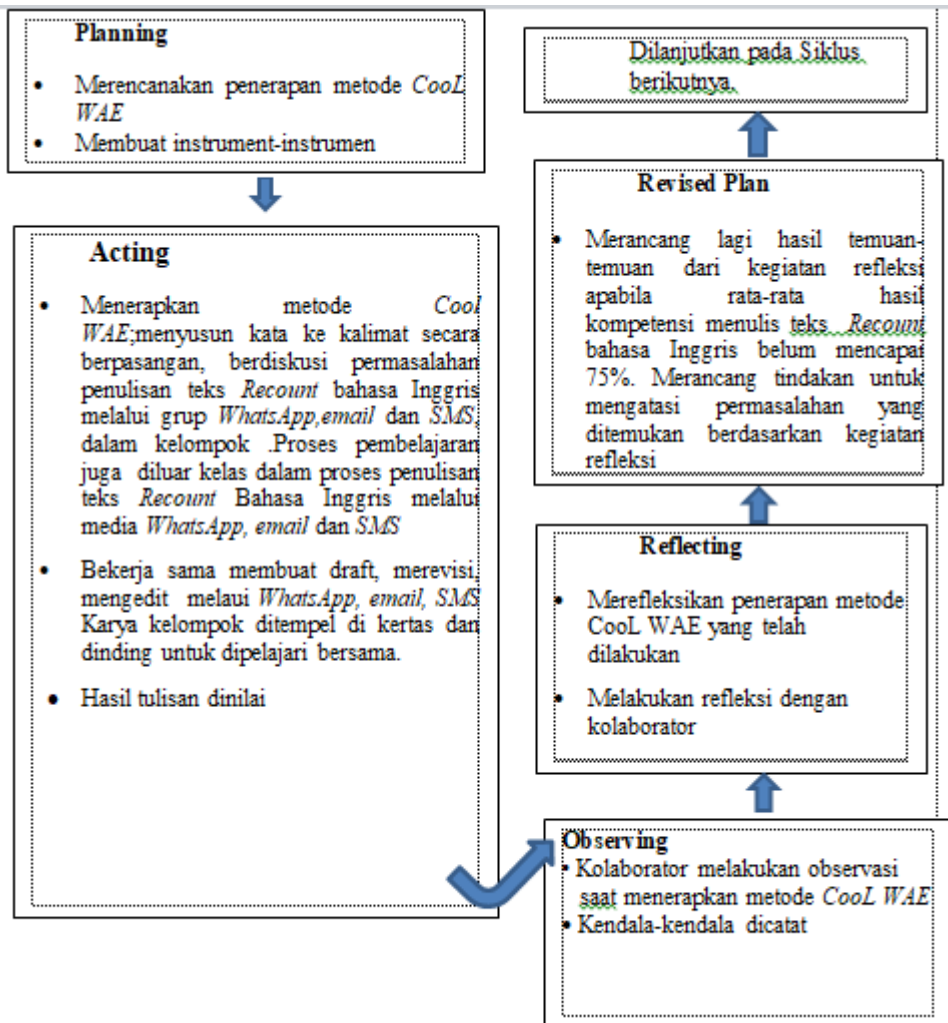 Planning
• Merencanakan penerapan metode CooL
WAE
• Membuat instrument-instrumen
Acting
• Menerapkan metode Cool
WAE;menyusun kata ke kalimat secara
berpasangan, berdiskusi permasalahan
penulisan teks Recount bahasa Inggris
melalui grup WhatsApp,email dan SMS,
dalam kelompok .Proses pembelajaran
juga diluar kelas dalam proses penulisan
teks Recount Bahasa Inggris melalui
media WhatsApp, email dan SMS
• Bekerja sama membuat draft, merevisi,
mengedit melaui WhatsApp, email, SMS
Karya kelompok ditempel di kertas dan
dinding untuk dipelajari bersama.
• Hasil tulisan dinilai
Observing
• Kolaborator melakukan observasi
saat menerapkan metode CooL WAE
• Kendala-kendala dicatat
Reflecting
• Merefleksikan penerapan metode
CooL WAE yang telah
dilakukan
• Melakukan refleksi dengan
kolaborator
Revised Plan
• Merancang lagi hasil temuan-
temuan dari kegiatan refleksi
apabila rata-rata hasil
kompetensi menulis teks Recount
bahasa Inggris belum mencapai
75%. Merancang tindakan untuk
mengatasi permasalahan yang
ditemukan berdasarkan kegiatan
refleksi
Dilanjutkan pada Siklus
berikutnya.